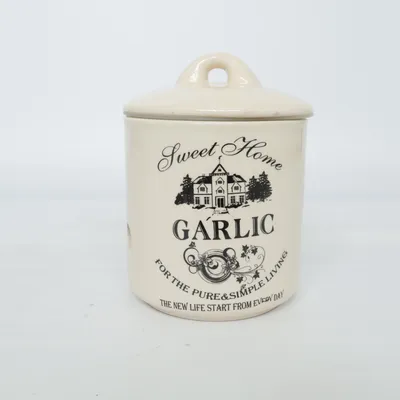 Sweet Home
GARLIC
FOR THE PURE&SIMPLE LIVING
THE NEW LIFE START FROM EVERY DAY